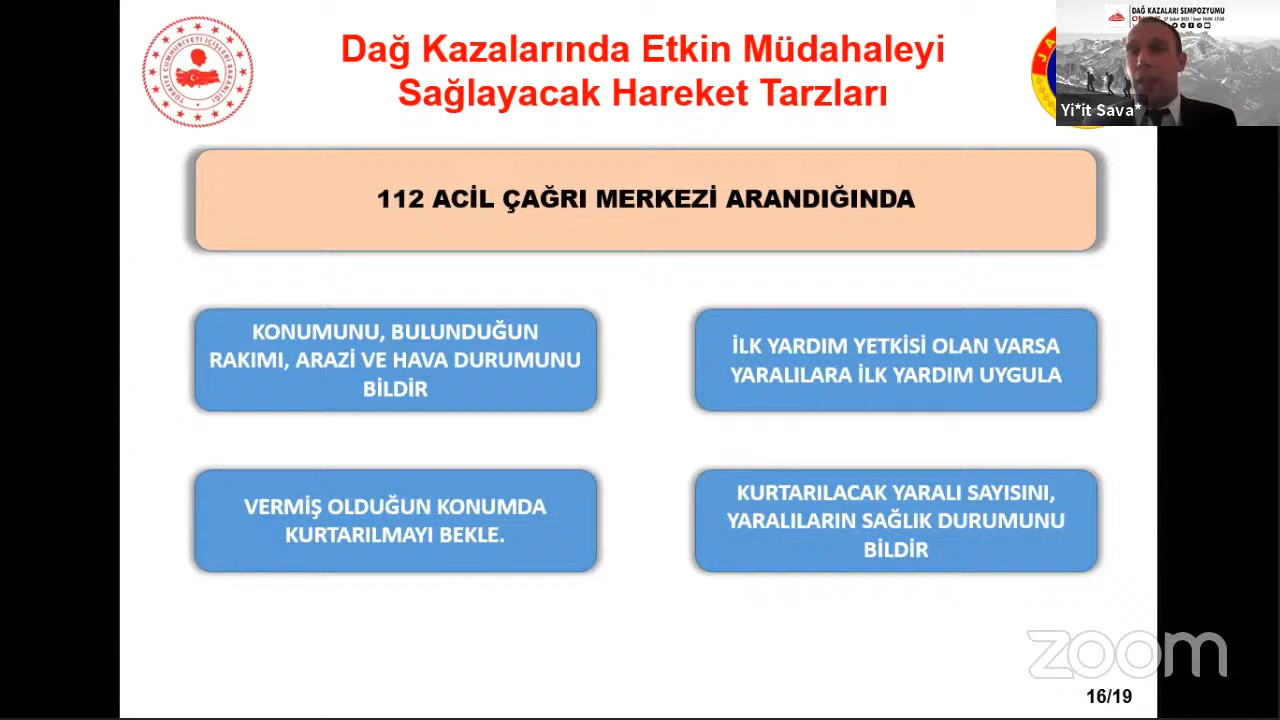 Dağ Kazalarında Etkin Müdahaleyi
Sağlayacak Hareket Tarzları
DAĞ KAZALARI SEMPOZYUMU
Yi*it Sava*
112 ACİL ÇAĞRI MERKEZİ ARANDIĞINDA
KONUMUNU, BULUNDUĞUN
RAKIMI, ARAZİ VE HAVA DURUMUNU
BİLDİR
İLK YARDIM YETKİSİ OLAN VARSA
YARALILARA İLK YARDIM UYGULA
VERMİŞ OLDUĞUN KONUMDA
KURTARILMAYI BEKLE.
KURTARILACAK YARALI SAYISINI,
YARALILARIN SAĞLIK DURUMUNU
BİLDİR
zoom
16/19